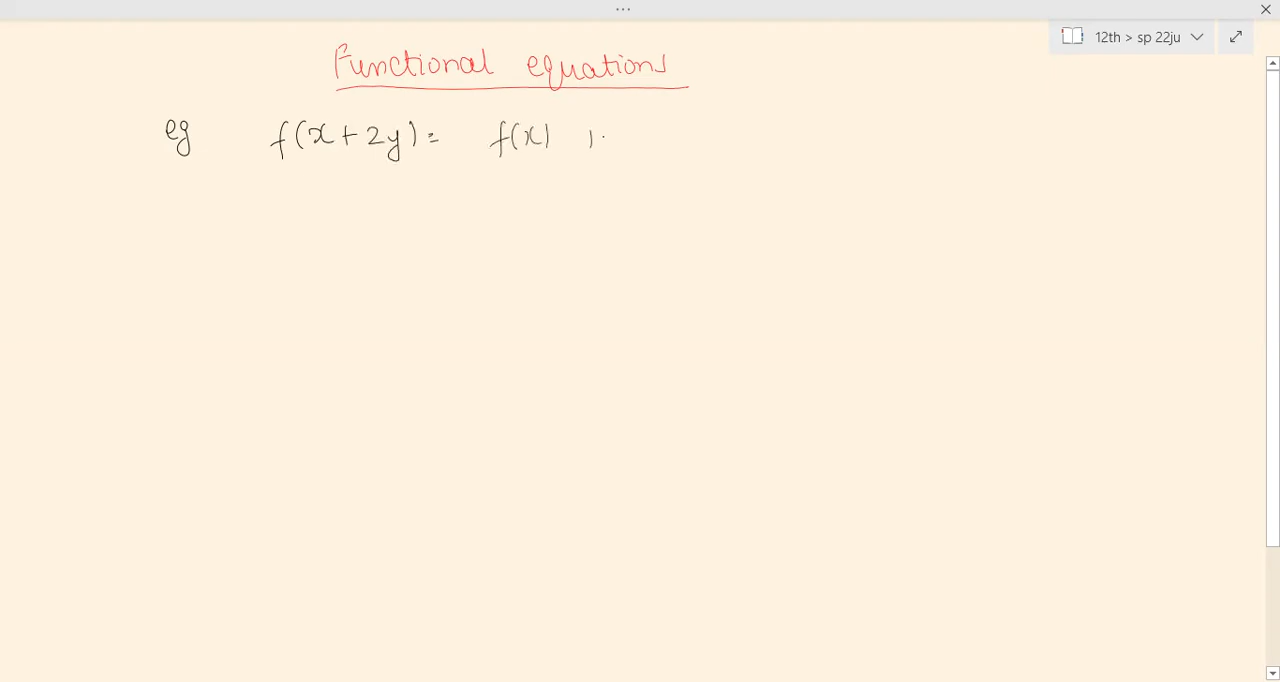 12th > sp 22ju
Functional equations
eg f(x+2y) = f(x)